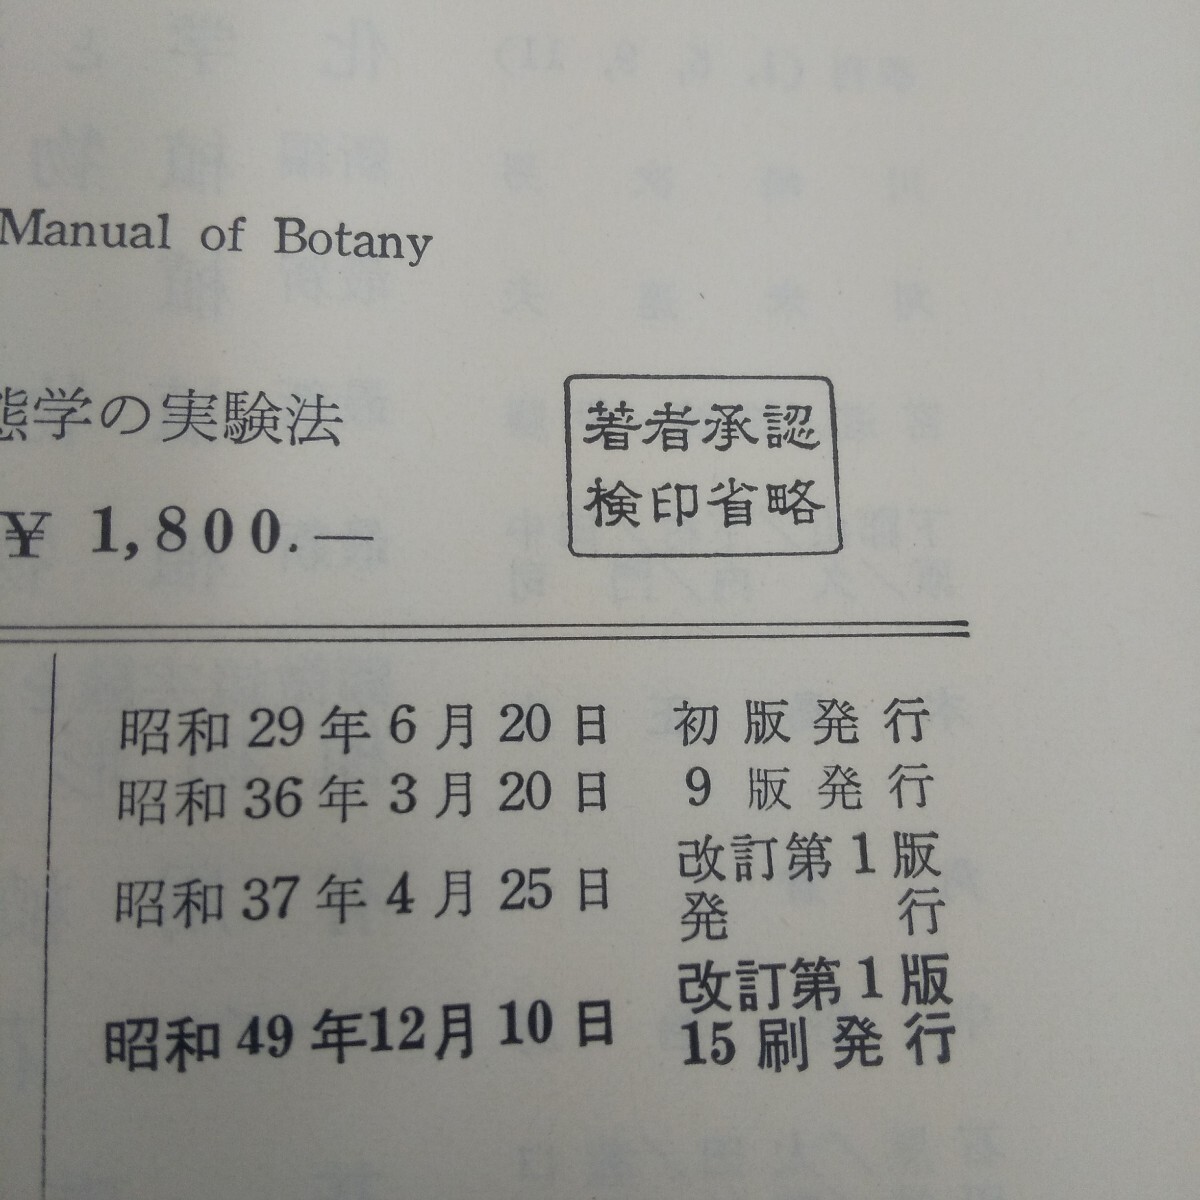 Manual of Botany
態学の実験法
著者承認
検印省略
¥ 1,800.—
昭和 29 年 6 月 20 日 初版発行
昭和 36 年 3 月 20 日 9 版発行
昭和 37 年 4 月 25 日 改訂第1版
発行
昭和 49 年 12 月 10 日 改訂第1版
15 刷発行